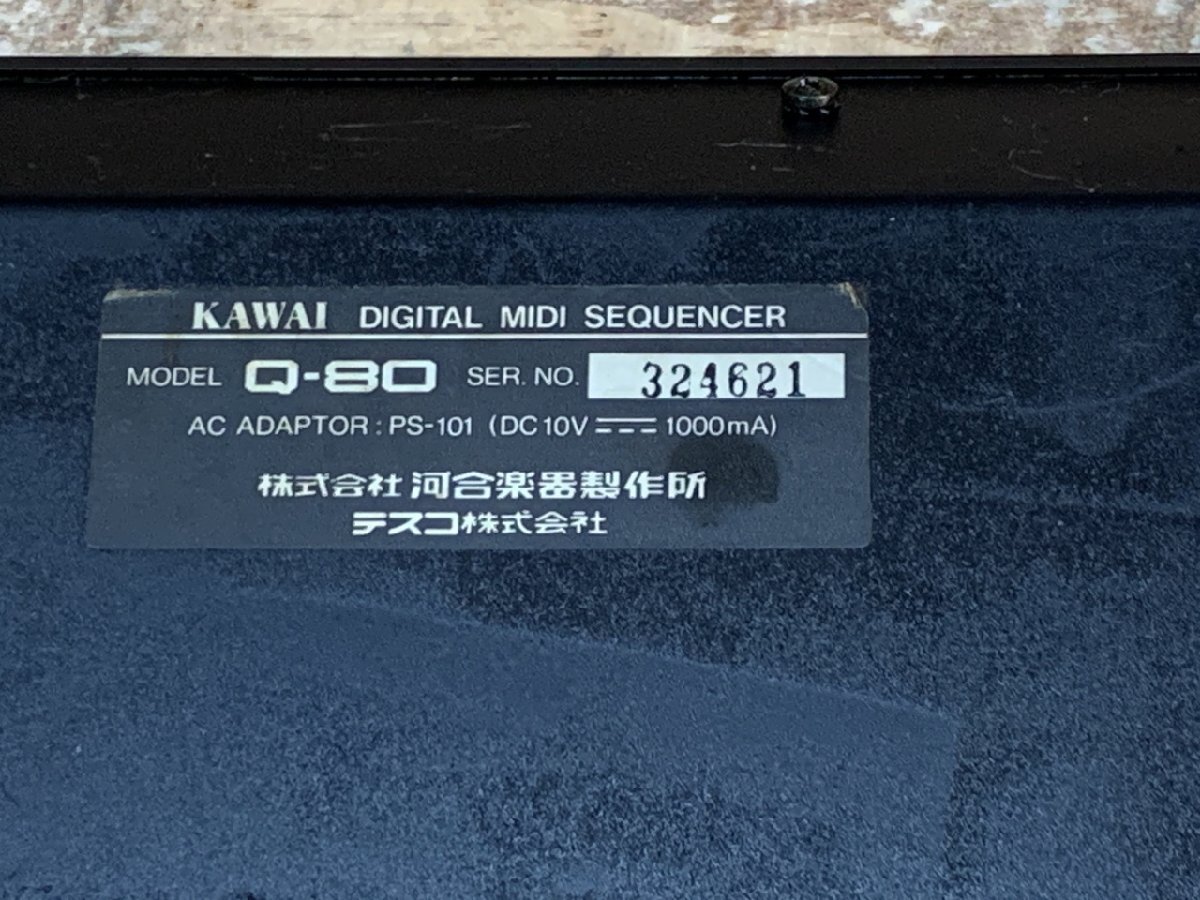 KAWAI DIGITAL MIDI SEQUENCER
MODEL Q-80 SER. NO. 324621
AC ADAPTOR : PS-101 (DC 10V ⎓ 1000mA)
株式会社 河合楽器製作所
テスコ株式会社